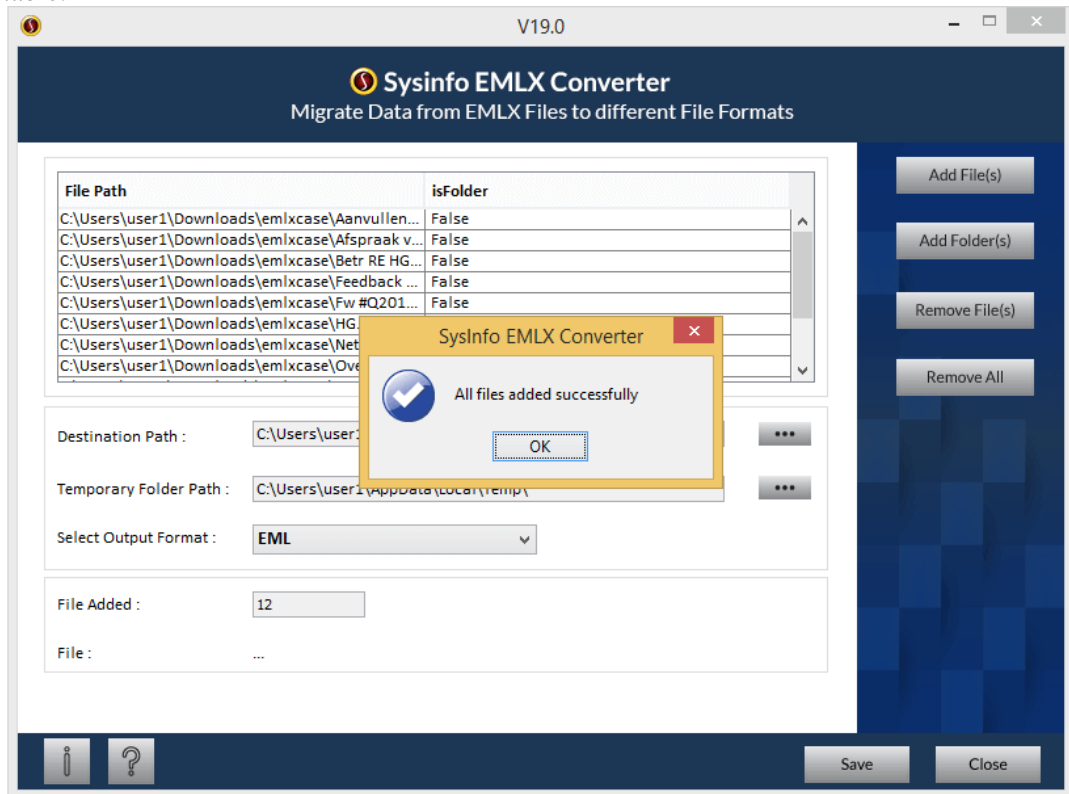 V19.0
Sysinfo EMLX Converter
Migrate Data from EMLX Files to different File Formats
File Path isFolder
C:\Users\user1\Downloads\emlxcase\Aanvullen... False
C:\Users\user1\Downloads\emlxcase\Afspraak v... False
C:\Users\user1\Downloads\emlxcase\Betr RE HG... False
C:\Users\user1\Downloads\emlxcase\Feedback ... False
C:\Users\user1\Downloads\emlxcase\Fw #Q201... False
C:\Users\user1\Downloads\emlxcase\HG.
C:\Users\user1\Downloads\emlxcase\Net
C:\Users\user1\Downloads\emlxcase\Ove
Add File(s)
Add Folder(s)
Remove File(s)
Remove All
SysInfo EMLX Converter
All files added successfully
OK
Destination Path : C:\Users\user1
Temporary Folder Path : C:\Users\user1\AppData\Local\Temp\
Select Output Format : EML
File Added : 12
File : ...
Save
Close